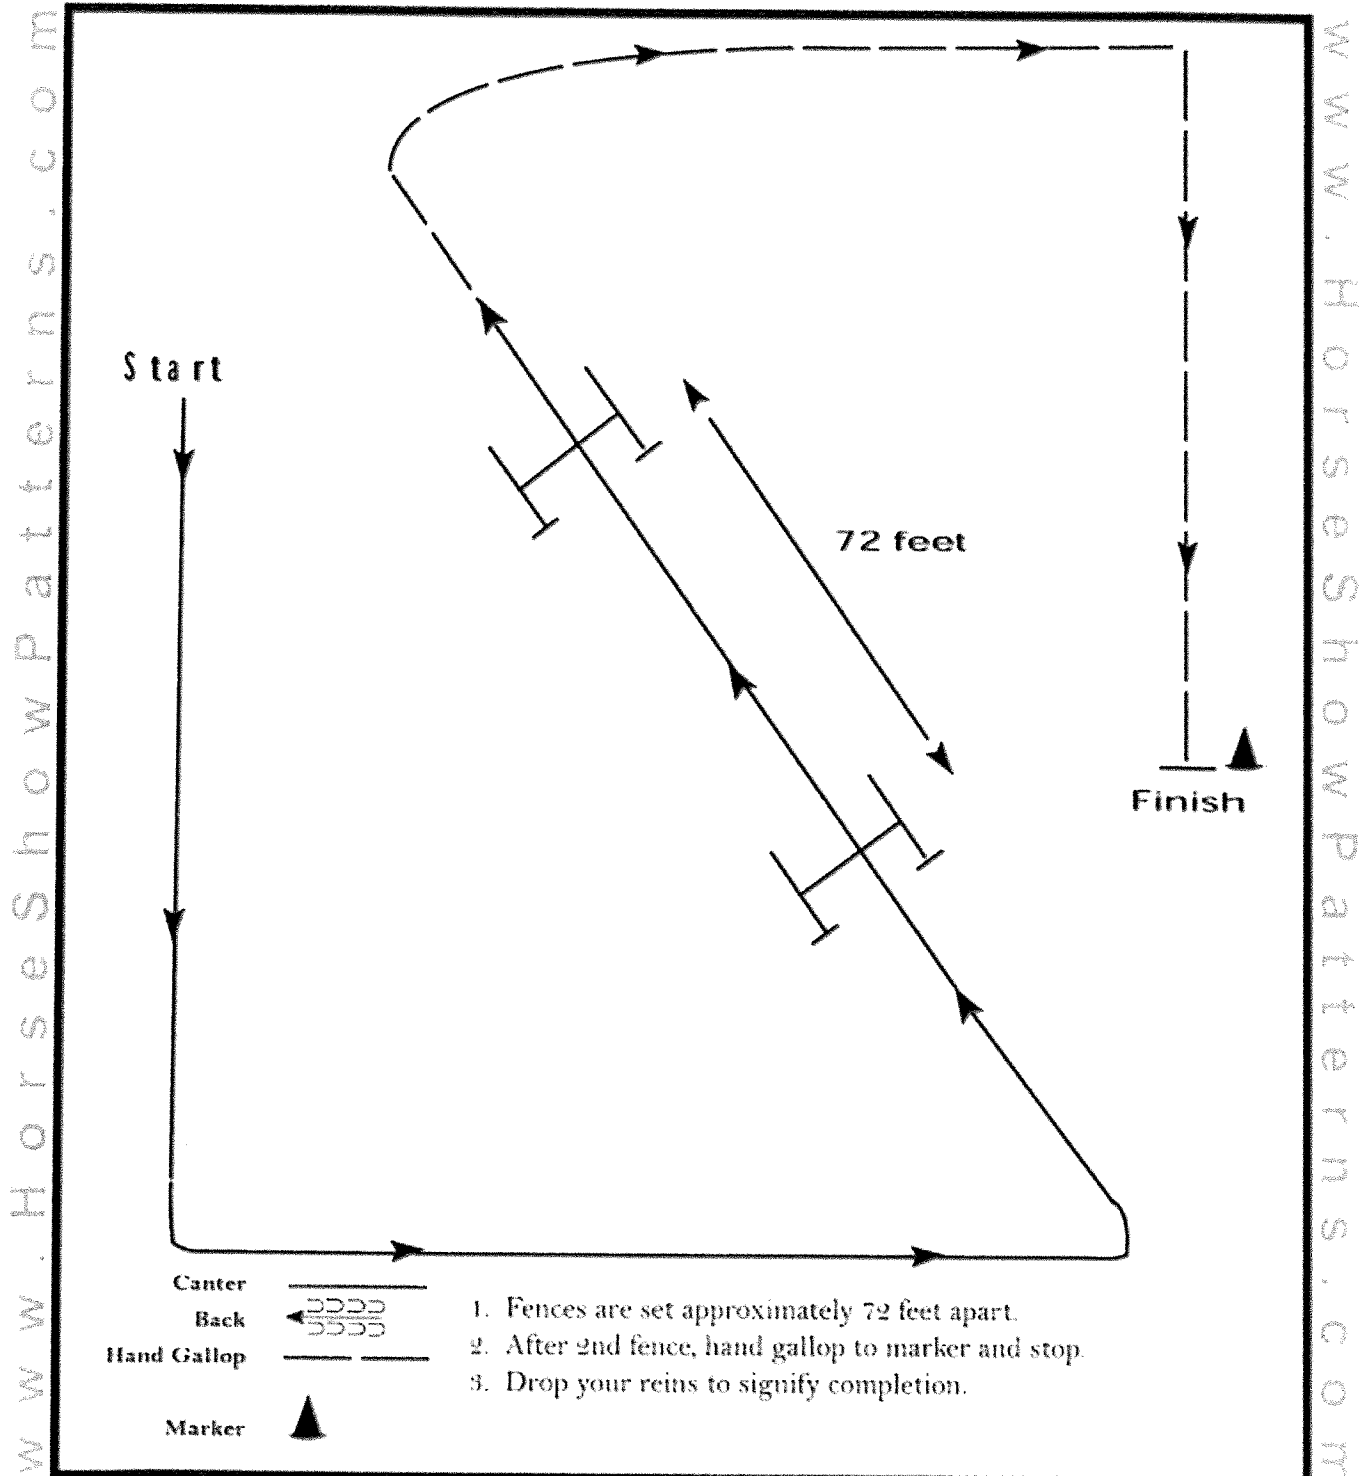 www.HorseShowPatterns.com
www.HorseShowPatterns.com
Start
72 feet
Finish
Canter
Back
Hand Gallop
Marker
1. Fences are set approximately 72 feet apart.
2. After 2nd fence, hand gallop to marker and stop.
3. Drop your reins to signify completion.